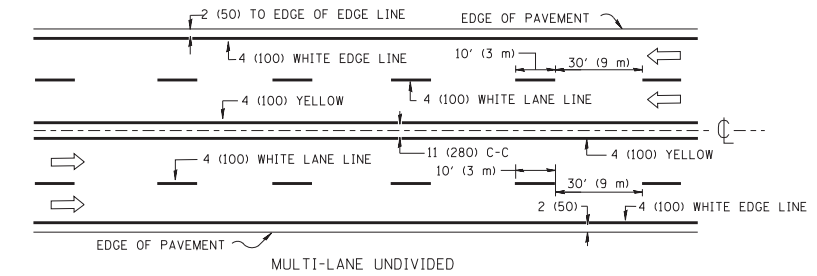 2 (50) TO EDGE OF EDGE LINE
EDGE OF PAVEMENT
4 (100) WHITE EDGE LINE
10' (3 m)
30' (9 m)
4 (100) YELLOW
4 (100) WHITE LANE LINE
℄
4 (100) WHITE LANE LINE
11 (280) C-C
4 (100) YELLOW
10' (3 m)
30' (9 m)
2 (50)
4 (100) WHITE EDGE LINE
EDGE OF PAVEMENT
MULTI-LANE UNDIVIDED